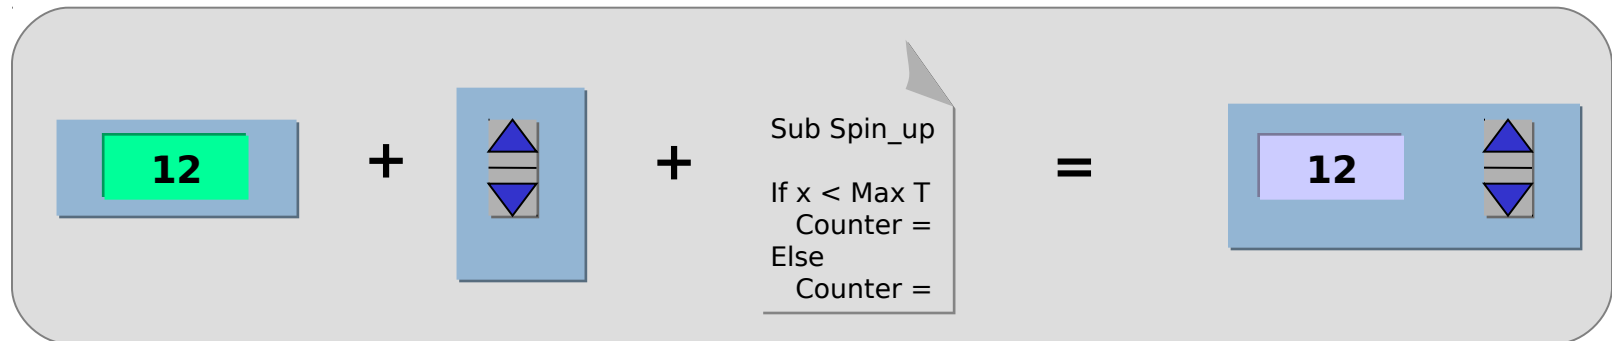 12
+
+
Sub Spin_up
If x < Max T
Counter =
Else
Counter =
=
12